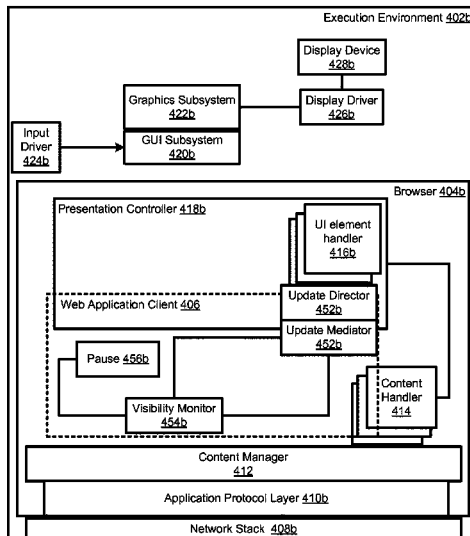 Execution Environment 402b
Display Device
428b
Graphics Subsystem
422b
Display Driver
426b
Input
Driver
424b
GUI Subsystem
420b
Browser 404b
Presentation Controller 418b
UI element
handler
416b
Web Application Client 406
Update Director
452b
Update Mediator
452b
Pause 456b
Content
Handler
414
Visibility Monitor
454b
Content Manager
412
Application Protocol Layer 410b
Network Stack 408b